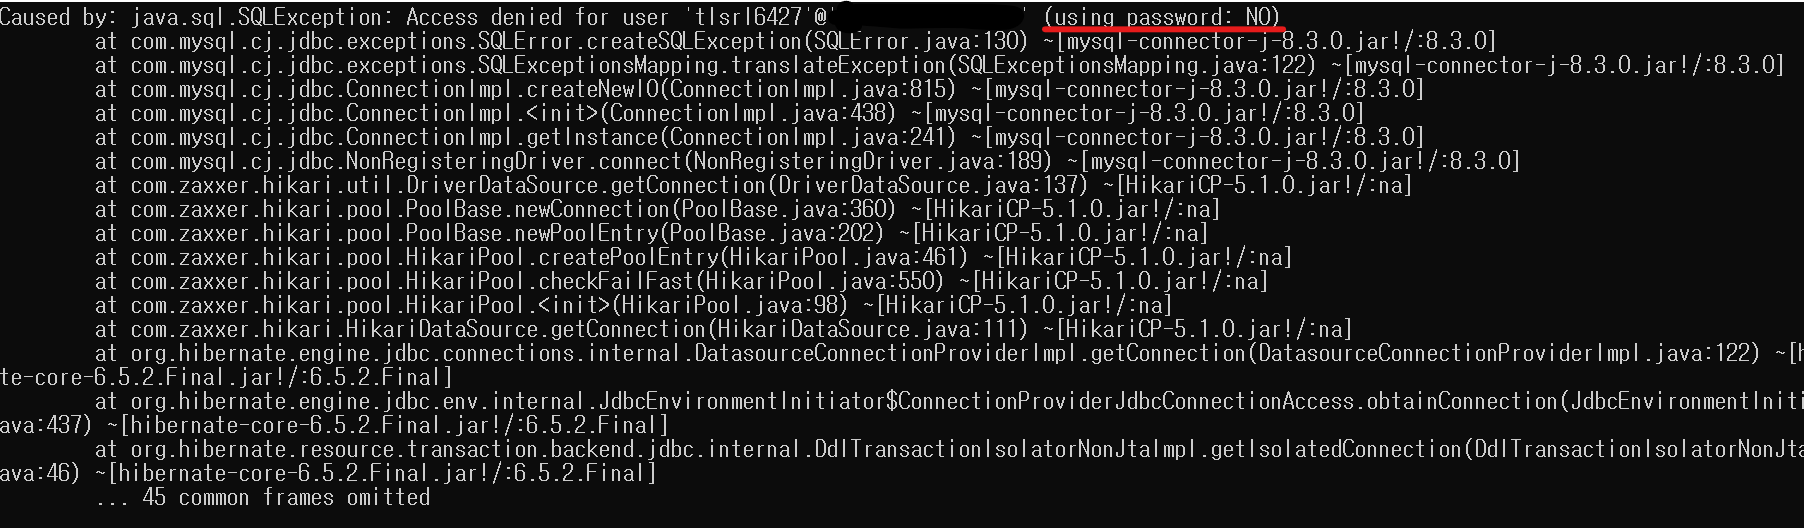 Caused by: java.sql.SQLException: Access denied for user 'tlsrl6427'@' ' (using password: NO)
        at com.mysql.cj.jdbc.exceptions.SQLError.createSQLException(SQLError.java:130) ~[mysql-connector-j-8.3.0.jar!/:8.3.0]
        at com.mysql.cj.jdbc.exceptions.SQLExceptionsMapping.translateException(SQLExceptionsMapping.java:122) ~[mysql-connector-j-8.3.0.jar!/:8.3.0]
        at com.mysql.cj.jdbc.ConnectionImpl.createNewIO(ConnectionImpl.java:815) ~[mysql-connector-j-8.3.0.jar!/:8.3.0]
        at com.mysql.cj.jdbc.ConnectionImpl.<init>(ConnectionImpl.java:438) ~[mysql-connector-j-8.3.0.jar!/:8.3.0]
        at com.mysql.cj.jdbc.ConnectionImpl.getInstance(ConnectionImpl.java:241) ~[mysql-connector-j-8.3.0.jar!/:8.3.0]
        at com.mysql.cj.jdbc.NonRegisteringDriver.connect(NonRegisteringDriver.java:189) ~[mysql-connector-j-8.3.0.jar!/:8.3.0]
        at com.zaxxer.hikari.util.DriverDataSource.getConnection(DriverDataSource.java:137) ~[HikariCP-5.1.0.jar!/:na]
        at com.zaxxer.hikari.pool.PoolBase.newConnection(PoolBase.java:360) ~[HikariCP-5.1.0.jar!/:na]
        at com.zaxxer.hikari.pool.PoolBase.newPoolEntry(PoolBase.java:202) ~[HikariCP-5.1.0.jar!/:na]
        at com.zaxxer.hikari.pool.HikariPool.createPoolEntry(HikariPool.java:461) ~[HikariCP-5.1.0.jar!/:na]
        at com.zaxxer.hikari.pool.HikariPool.checkFailFast(HikariPool.java:550) ~[HikariCP-5.1.0.jar!/:na]
        at com.zaxxer.hikari.pool.HikariPool.<init>(HikariPool.java:98) ~[HikariCP-5.1.0.jar!/:na]
        at com.zaxxer.hikari.HikariDataSource.getConnection(HikariDataSource.java:111) ~[HikariCP-5.1.0.jar!/:na]
        at org.hibernate.engine.jdbc.connections.internal.DatasourceConnectionProviderImpl.getConnection(DatasourceConnectionProviderImpl.java:122) ~[h
te-core-6.5.2.Final.jar!/:6.5.2.Final]
        at org.hibernate.engine.jdbc.env.internal.JdbcEnvironmentInitiator$ConnectionProviderJdbcConnectionAccess.obtainConnection(JdbcEnvironmentIniti
ava:437) ~[hibernate-core-6.5.2.Final.jar!/:6.5.2.Final]
        at org.hibernate.resource.transaction.backend.jdbc.internal.DdlTransactionIsolatorNonJtaImpl.getIsolatedConnection(DdlTransactionIsolatorNonJta
ava:46) ~[hibernate-core-6.5.2.Final.jar!/:6.5.2.Final]
        ... 45 common frames omitted